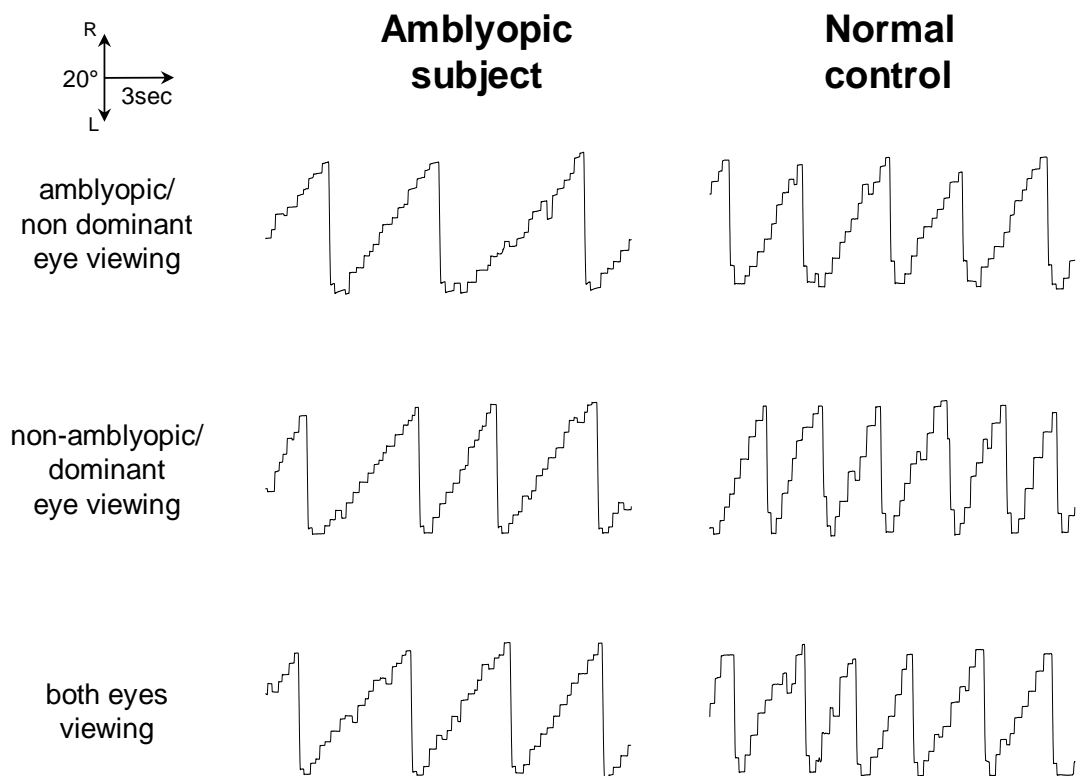 Amblyopic
subject
Normal
control
R
20°
3sec
L
amblyopic/
non dominant
eye viewing
non-amblyopic/
dominant
eye viewing
both eyes
viewing